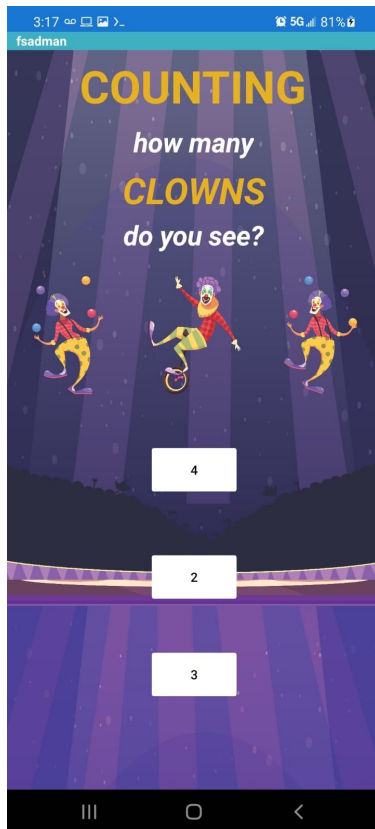 3:17 5G 81%
fsadman
COUNTING
how many
CLOWNS
do you see?
4
2
3